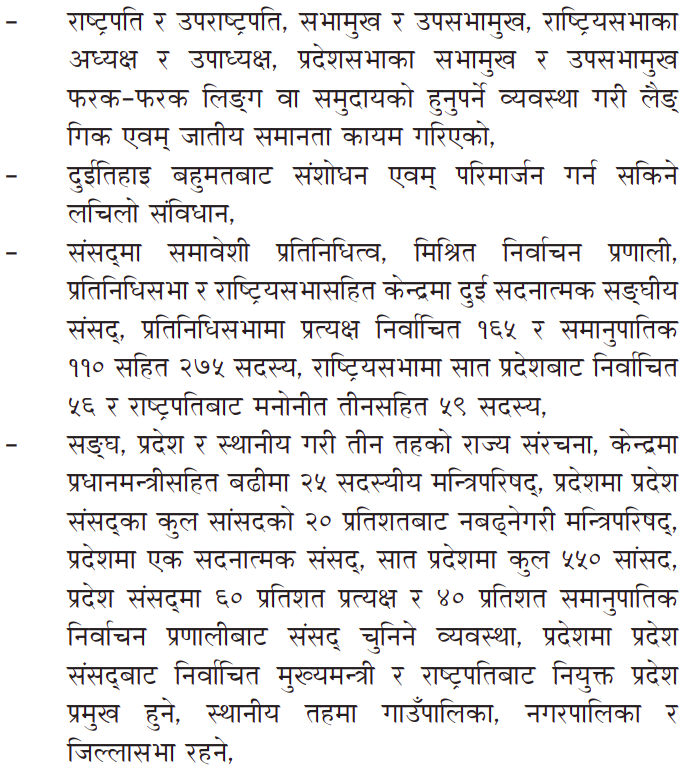 – राष्ट्रपति र उपराष्ट्रपति, सभामुख र उपसभामुख, राष्ट्रियसभाका
अध्यक्ष र उपाध्यक्ष, प्रदेशसभाका सभामुख र उपसभामुख
फरक-फरक लिङ्ग वा समुदायको हुनुपर्ने व्यवस्था गरी लैङ्
गिक एवम् जातीय समानता कायम गरिएको,
– दुईतिहाइ बहुमतबाट संशोधन एवम् परिमार्जन गर्न सकिने
लचिलो संविधान,
– संसद्‌मा समावेशी प्रतिनिधित्व, मिश्रित निर्वाचन प्रणाली,
प्रतिनिधिसभा र राष्ट्रियसभासहित केन्द्रमा दुई सदनात्मक सङ्घीय
संसद्, प्रतिनिधिसभामा प्रत्यक्ष निर्वाचित १६५ र समानुपातिक
११० सहित २७५ सदस्य, राष्ट्रियसभामा सात प्रदेशबाट निर्वाचित
५६ र राष्ट्रपतिबाट मनोनीत तीनसहित ५९ सदस्य,
– सङ्घ, प्रदेश र स्थानीय गरी तीन तहको राज्य संरचना, केन्द्रमा
प्रधानमन्त्रीसहित बढीमा २५ सदस्यीय मन्त्रिपरिषद्, प्रदेशमा प्रदेश
संसद्‌का कुल सांसदको २० प्रतिशतबाट नबढ्नेगरी मन्त्रिपरिषद्,
प्रदेशमा एक सदनात्मक संसद्, सात प्रदेशमा कुल ५५० सांसद,
प्रदेश संसद्‌मा ६० प्रतिशत प्रत्यक्ष र ४० प्रतिशत समानुपातिक
निर्वाचन प्रणालीबाट संसद् चुनिने व्यवस्था, प्रदेशमा प्रदेश
संसद्‌बाट निर्वाचित मुख्यमन्त्री र राष्ट्रपतिबाट नियुक्त प्रदेश
प्रमुख हुने, स्थानीय तहमा गाउँपालिका, नगरपालिका र
जिल्लासभा रहने,